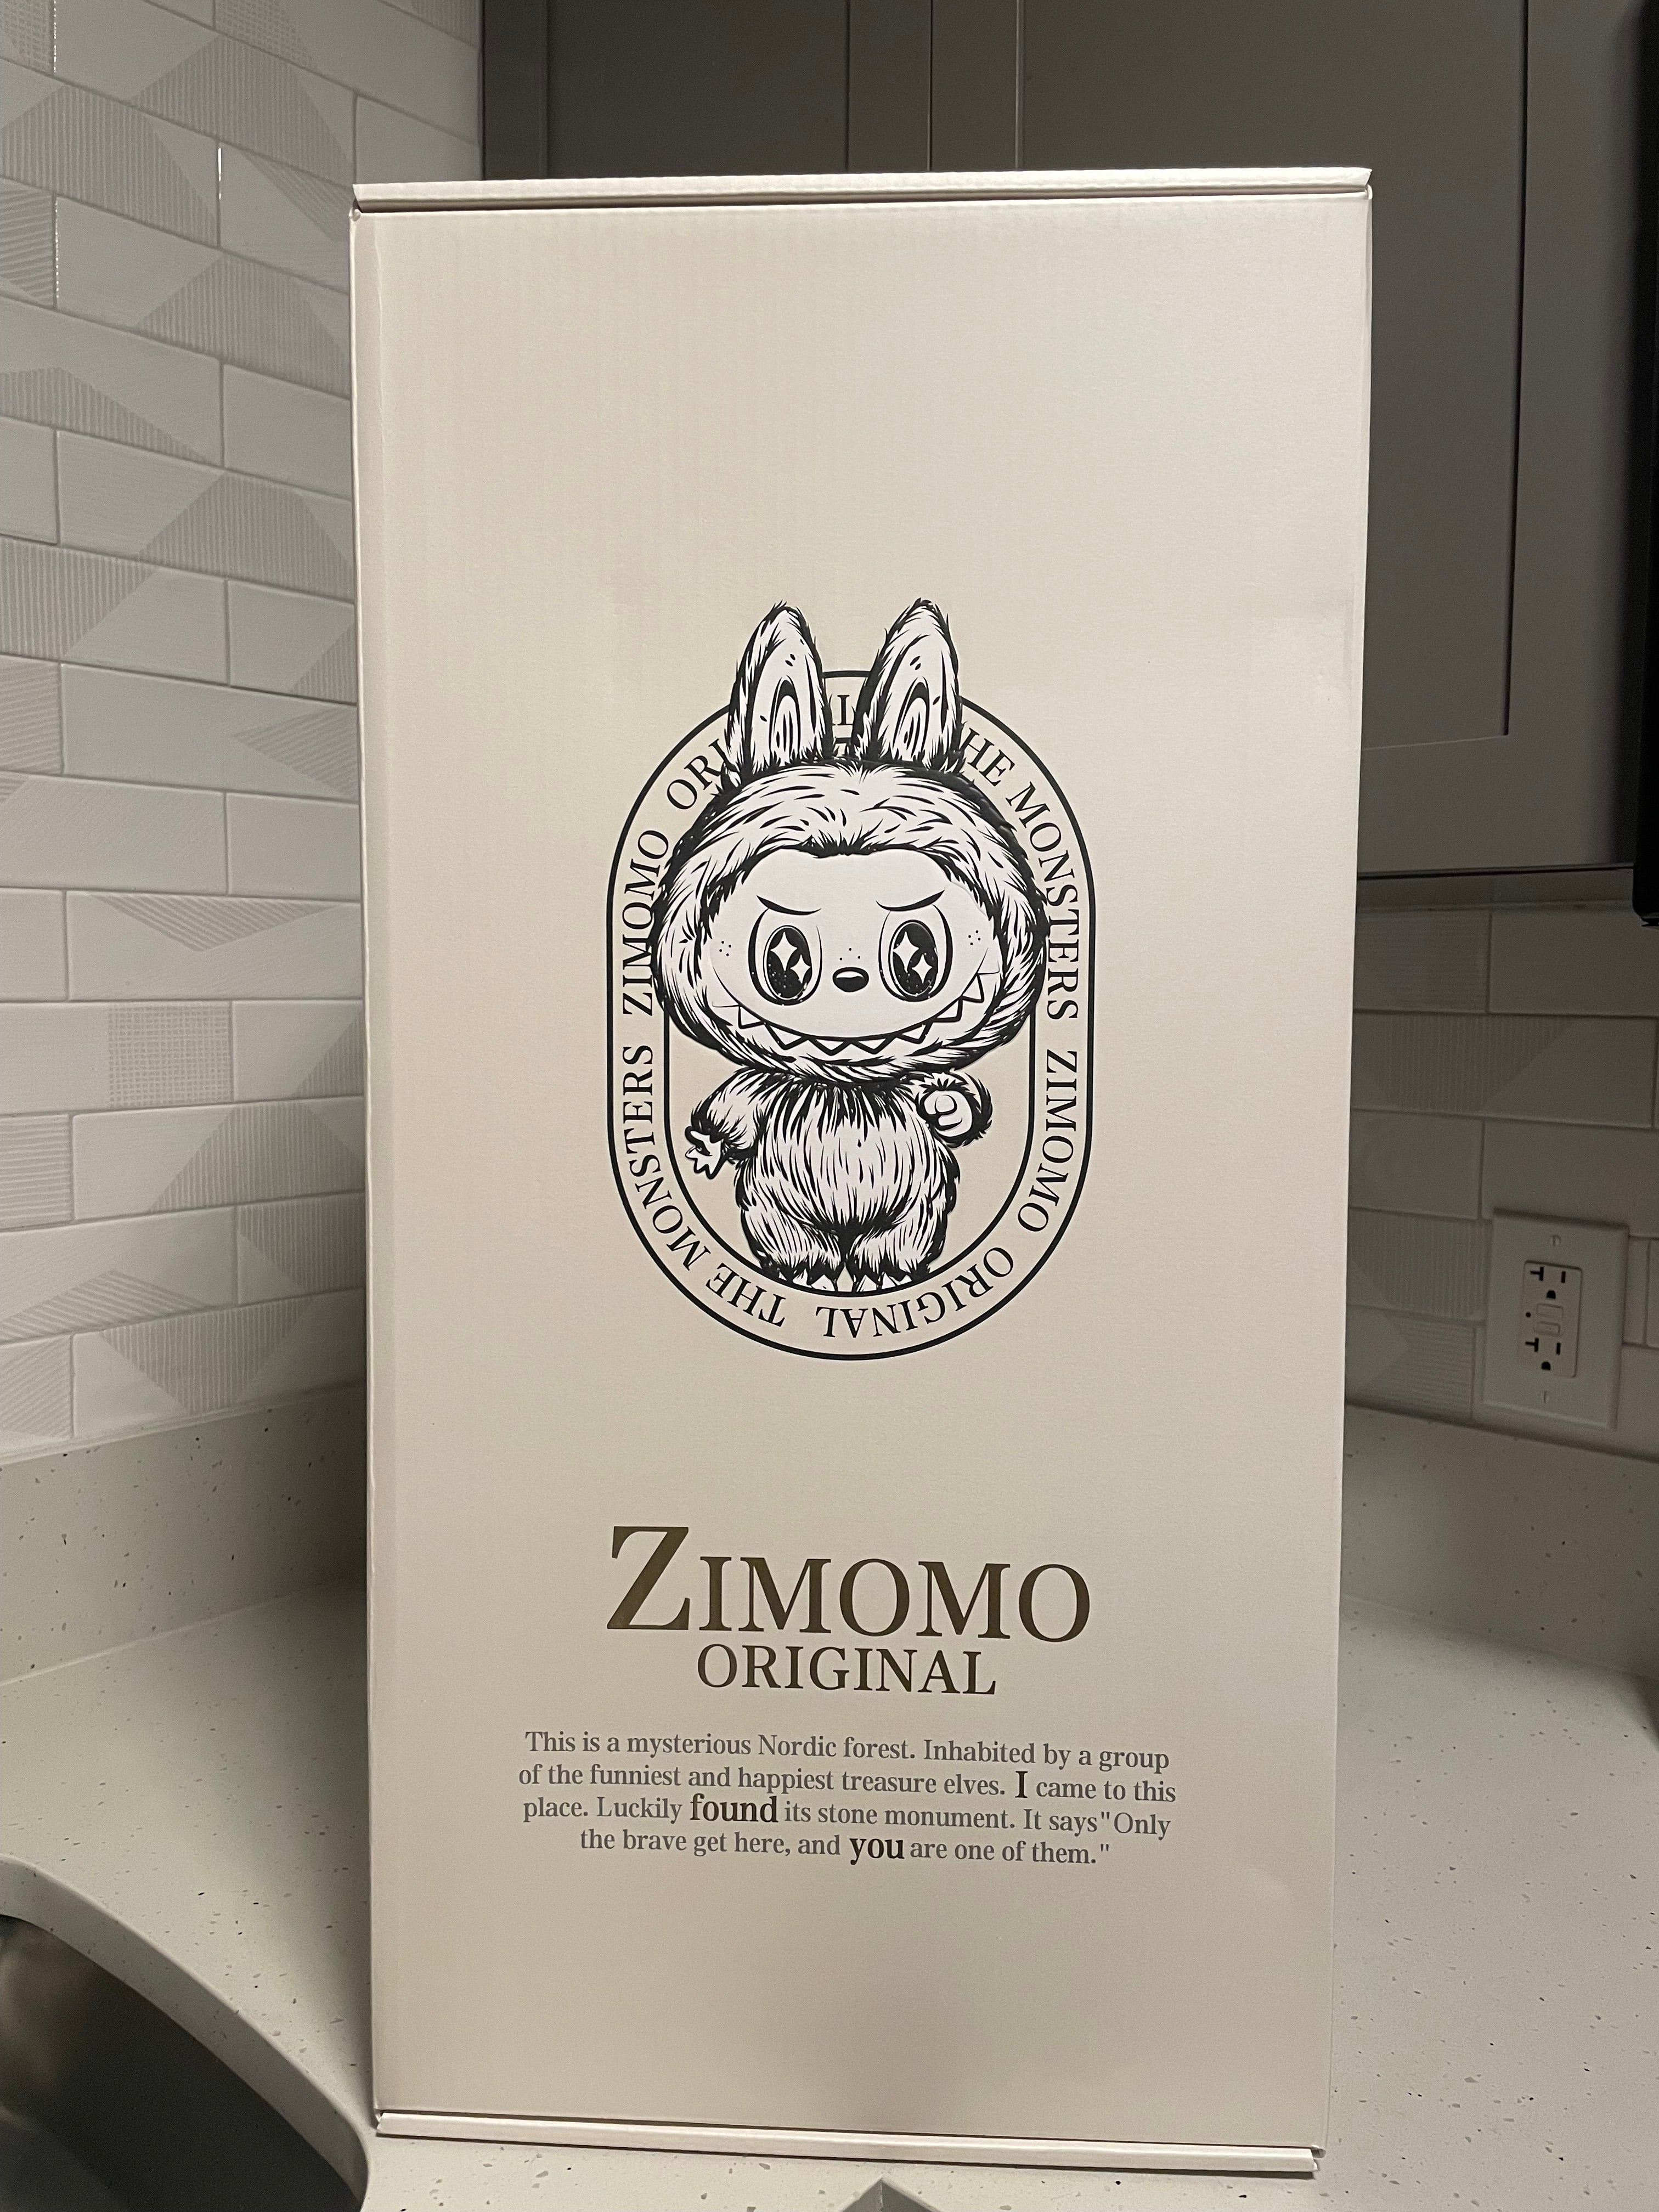 ORI L HE MONSTERS ZIMOMO ORIGINAL THE MONSTERS ZIMOMO
ZIMOMO
ORIGINAL
This is a mysterious Nordic forest. Inhabited by a group
of the funniest and happiest treasure elves. I came to this
place. Luckily found its stone monument. It says"Only
the brave get here, and you are one of them."